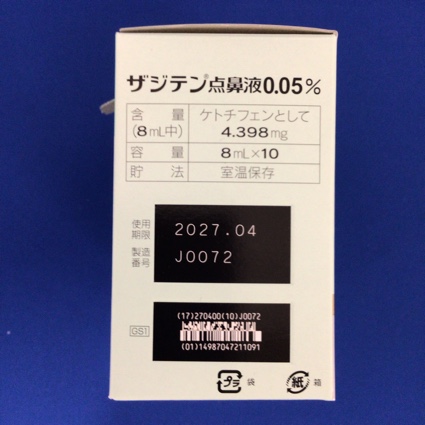 ザジテン®点鼻液0.05%
含量 ケトチフェンとして
(8mL中) 4.398mg
容量 8mL×10
貯法 室温保存
使用期限 2027.04
製造番号 J0072
(17)270400(10)J0072
GS1
(01)14987047211091
プラ 袋 紙 箱